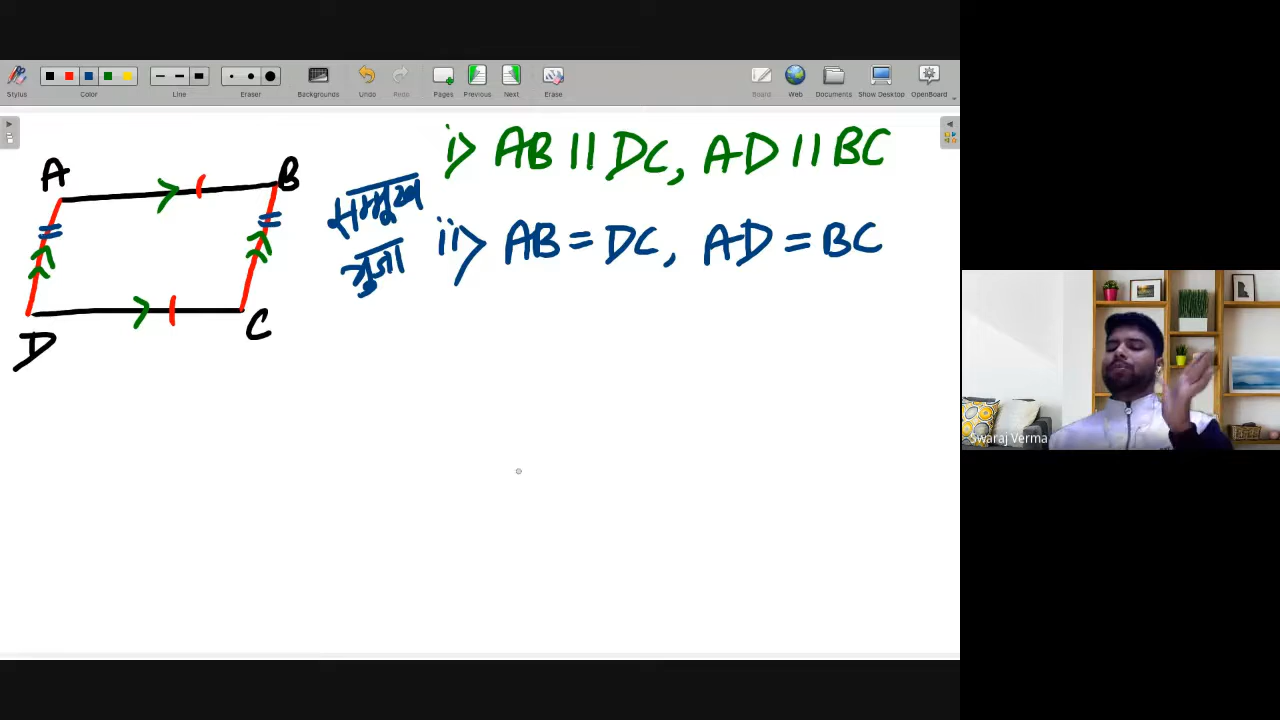 Stylus
Color
Line
Eraser
Backgrounds
Undo
Redo
Pages
Previous
Next
Erase
Board
Web
Documents
Show Desktop
OpenBoard
A
B
D
C
i> AB || DC, AD || BC
सम्मुख
भुजा
ii> AB = DC, AD = BC
Swaraj Verma